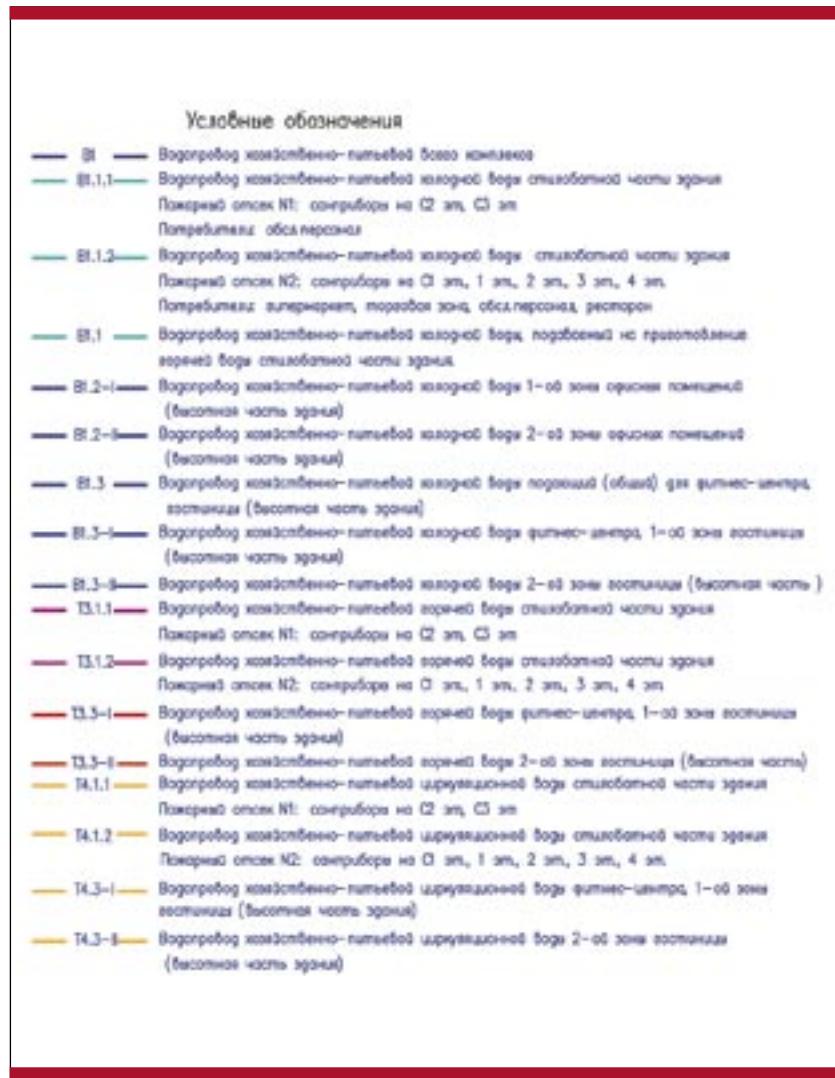 Условные обозначения
В1 Водопровод хозяйственно-питьевой всего комплекса
В1.1.1 Водопровод хозяйственно-питьевой холодной воды стилобатной части здания
Пожарный отсек N1: санприборы на С2 эт, С3 эт
Потребители: обсл.персонал
В1.1.2 Водопровод хозяйственно-питьевой холодной воды стилобатной части здания
Пожарный отсек N2: санприборы на С1 эт., 1 эт., 2 эт., 3 эт., 4 эт.
Потребители: гипермаркет, торговая зона, обсл.персонал, ресторан
В1.1 Водопровод хозяйственно-питьевой холодной воды, подаваемый на приготовление
горячей воды стилобатной части здания.
В1.2-I Водопровод хозяйственно-питьевой холодной воды 1-ой зоны офисных помещений
(высотная часть здания)
В1.2-II Водопровод хозяйственно-питьевой холодной воды 2-ой зоны офисных помещений
(высотная часть здания)
В1.3 Водопровод хозяйственно-питьевой холодной воды подающий (общий) для фитнес-центра,
гостиницы (высотная часть здания)
В1.3-I Водопровод хозяйственно-питьевой холодной воды фитнес-центра, 1-ой зоны гостиницы
(высотная часть здания)
В1.3-II Водопровод хозяйственно-питьевой холодной воды 2-ой зоны гостиницы (высотная часть )
Т3.1.1 Водопровод хозяйственно-питьевой горячей воды стилобатной части здания
Пожарный отсек N1: санприборы на С2 эт, С3 эт
Т3.1.2 Водопровод хозяйственно-питьевой горячей воды стилобатной части здания
Пожарный отсек N2: санприборы на С1 эт., 1 эт., 2 эт., 3 эт., 4 эт.
Т3.3-I Водопровод хозяйственно-питьевой горячей воды фитнес-центра, 1-ой зоны гостиницы
(высотная часть здания)
Т3.3-II Водопровод хозяйственно-питьевой горячей воды 2-ой зоны гостиницы (высотная часть)
Т4.1.1 Водопровод хозяйственно-питьевой циркуляционной воды стилобатной части здания
Пожарный отсек N1: санприборы на С2 эт, С3 эт
Т4.1.2 Водопровод хозяйственно-питьевой циркуляционной воды стилобатной части здания
Пожарный отсек N2: санприборы на С1 эт., 1 эт., 2 эт., 3 эт., 4 эт.
Т4.3-I Водопровод хозяйственно-питьевой циркуляционной воды фитнес-центра, 1-ой зоны
гостиницы (высотная часть здания)
Т4.3-II Водопровод хозяйственно-питьевой циркуляционной воды 2-ой зоны гостиницы
(высотная часть здания)